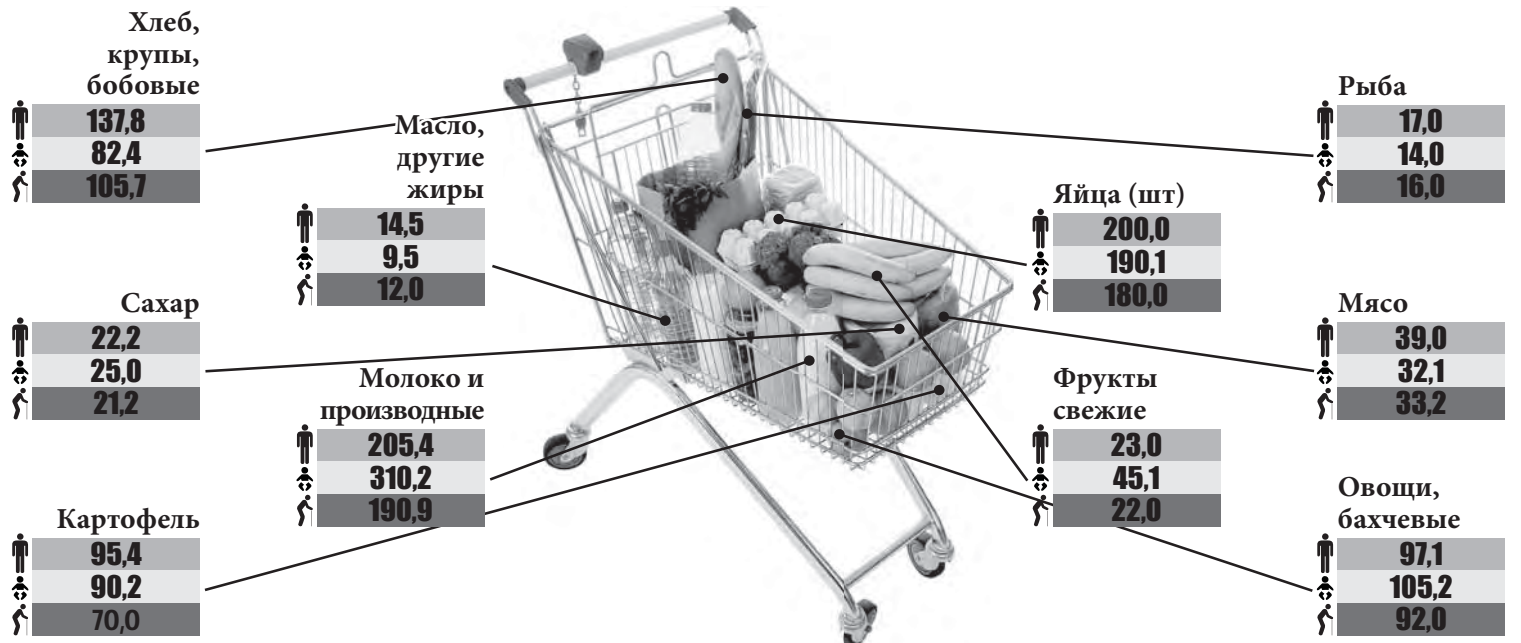 Хлеб,
крупы,
бобовые
137,8
82,4
105,7
Масло,
другие
жиры
14,5
9,5
12,0
Сахар
22,2
25,0
21,2
Молоко и
производные
205,4
310,2
190,9
Картофель
95,4
90,2
70,0
Рыба
17,0
14,0
16,0
Яйца (шт)
200,0
190,1
180,0
Мясо
39,0
32,1
33,2
Фрукты
свежие
23,0
45,1
22,0
Овощи,
бахчевые
97,1
105,2
92,0